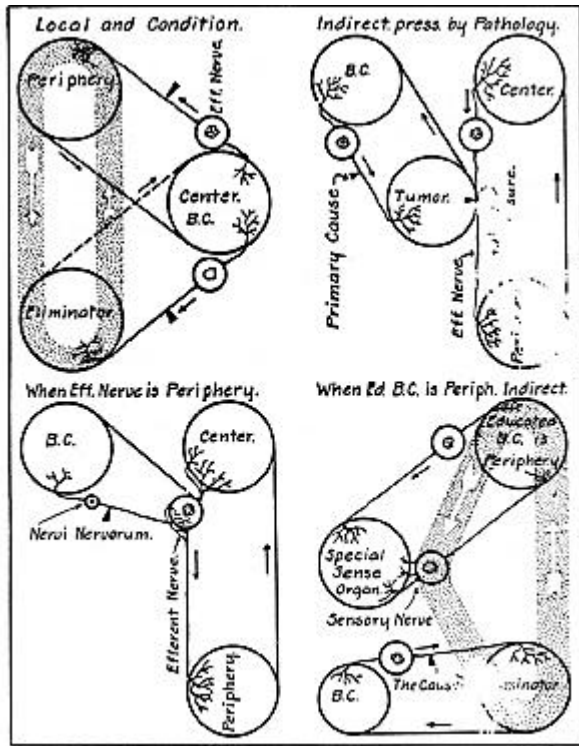 Local and Condition.
Periphery
Eff. Nerve.
Center.
B.C.
Eliminator
Indirect. press. by Pathology.
B.C.
Center.
Tumor.
Primary Cause
Eff. Nerve
When Eff. Nerve is Periphery.
B.C.
Center.
Nervi Nervorum.
Efferent Nerve.
Periphery.
When Ed. B.C. is Periph. Indirect.
Educated
B.C. is
Periphery
Special
Sense
Organ.
Sensory Nerve
B.C.
The